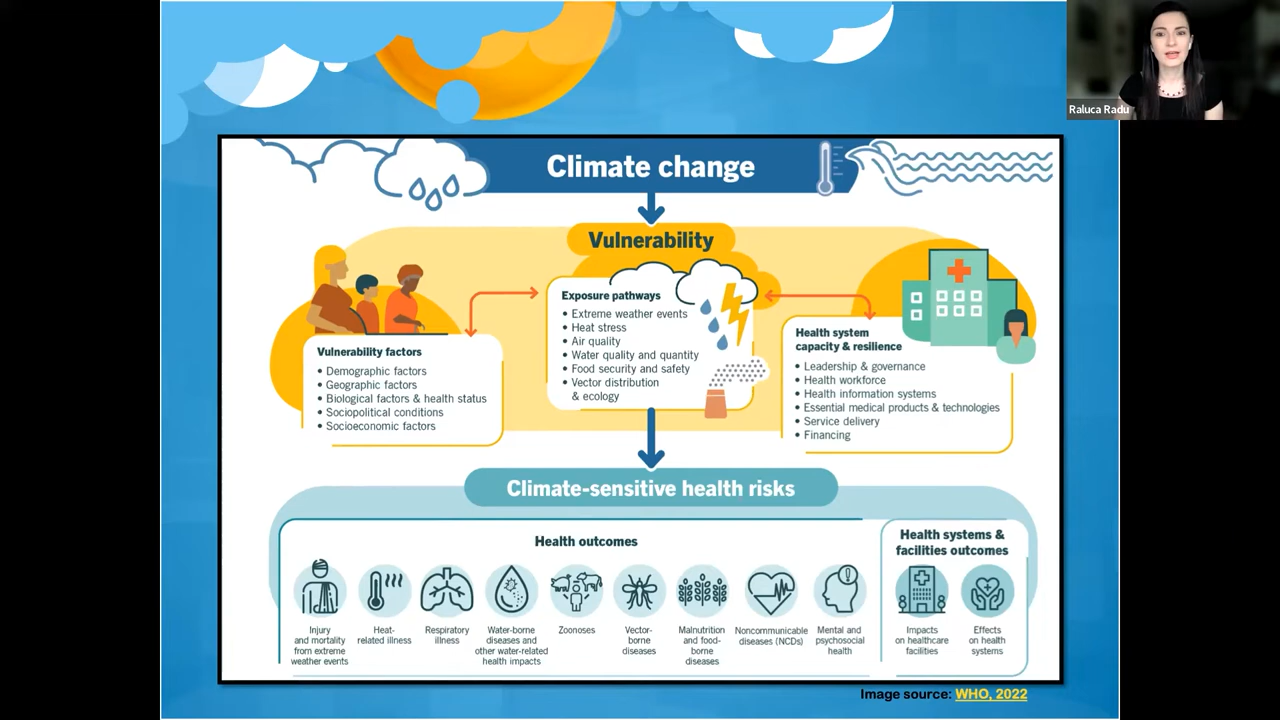 Raluca Radu
Climate change
Vulnerability
Vulnerability factors
• Demographic factors
• Geographic factors
• Biological factors & health status
• Sociopolitical conditions
• Socioeconomic factors
Exposure pathways
• Extreme weather events
• Heat stress
• Air quality
• Water quality and quantity
• Food security and safety
• Vector distribution
& ecology
Health system
capacity & resilience
• Leadership & governance
• Health workforce
• Health information systems
• Essential medical products & technologies
• Service delivery
• Financing
Climate-sensitive health risks
Health outcomes
Injury
and mortality
from extreme
weather events
Heat-
related illness
Respiratory
illness
Water-borne
diseases and
other water-related
health impacts
Zoonoses
Vector-
borne
diseases
Malnutrition
and food-
borne
diseases
Noncommunicable
diseases (NCDs)
Mental and
psychosocial
health
Health systems &
facilities outcomes
Impacts
on healthcare
facilities
Effects
on health
systems
Image source: WHO, 2022